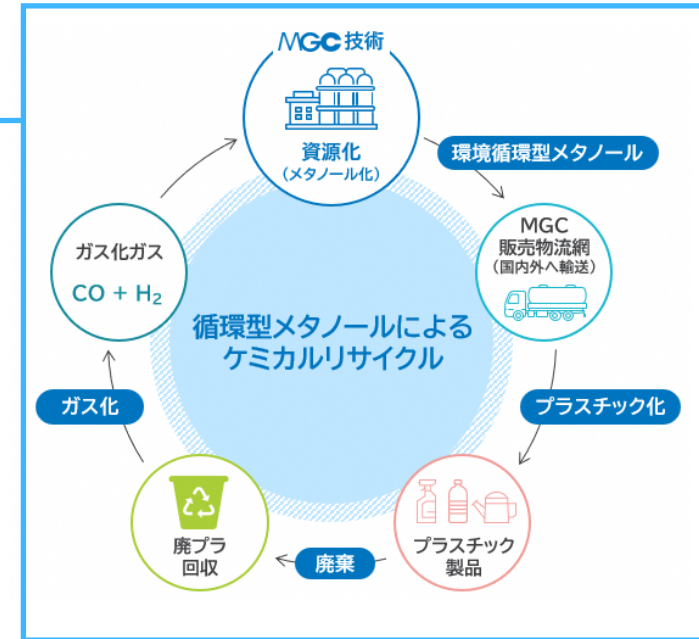 MGC技術
資源化
(メタノール化)
環境循環型メタノール
MGC
販売物流網
(国内外へ輸送)
プラスチック化
プラスチック
製品
廃棄
廃プラ
回収
ガス化
ガス化ガス
CO + H₂
循環型メタノールによる
ケミカルリサイクル